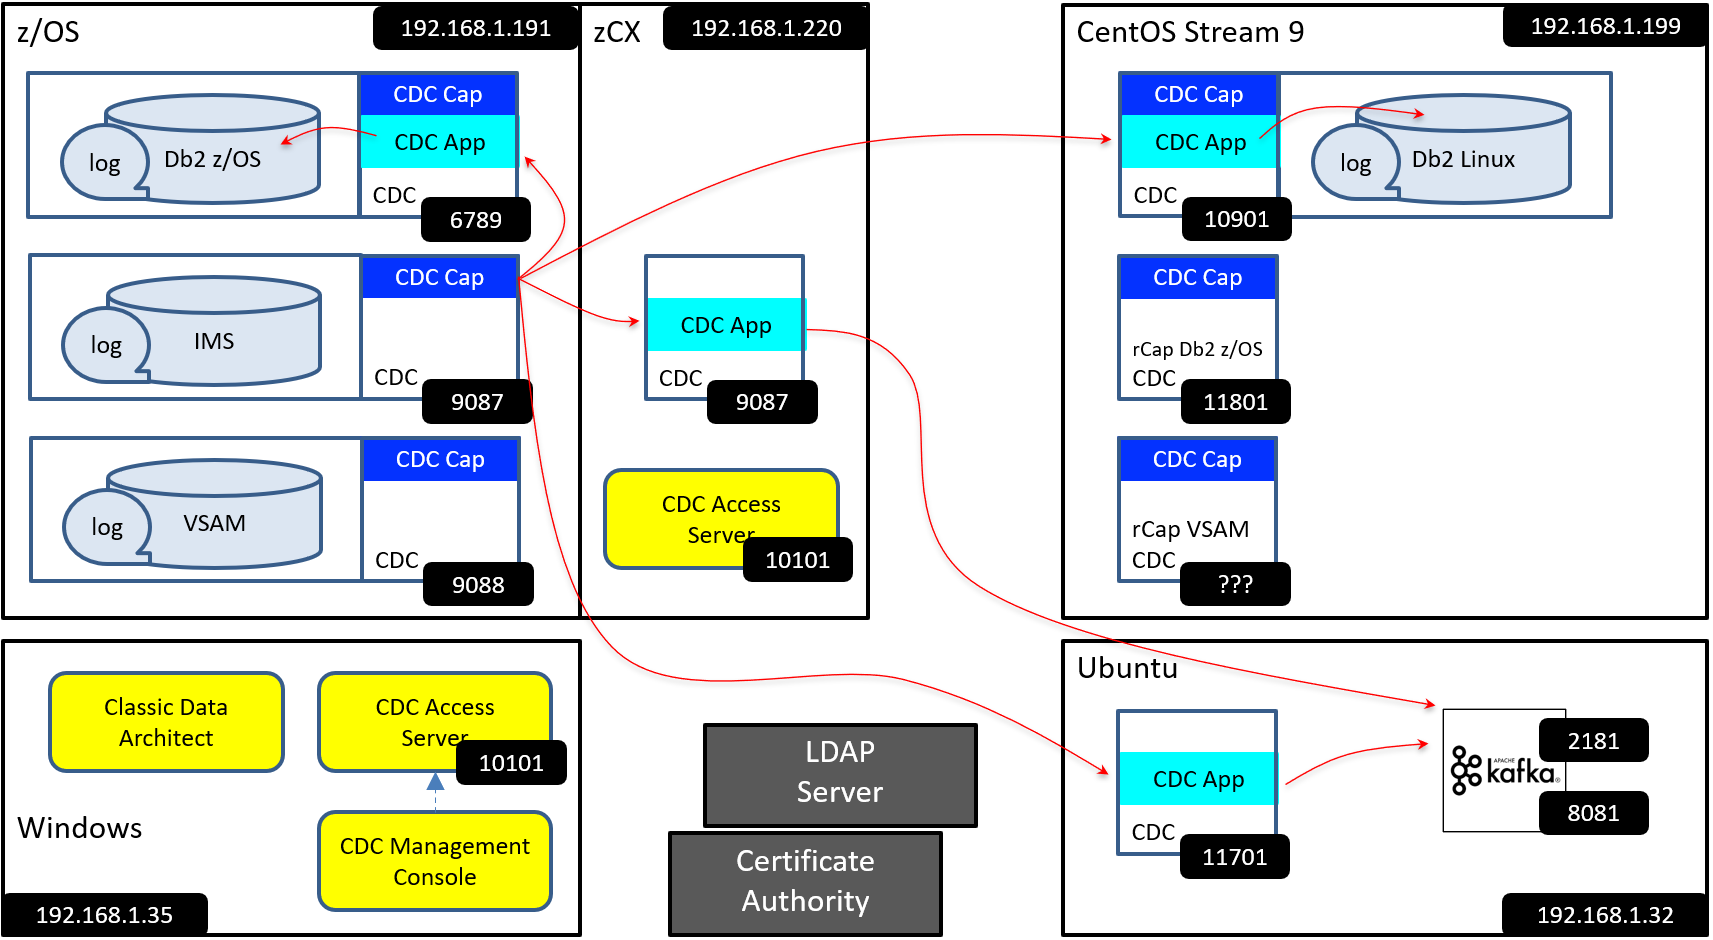 z/OS
192.168.1.191
CDC Cap
CDC App
log
Db2 z/OS
CDC
6789
CDC Cap
log
IMS
CDC
9087
CDC Cap
log
VSAM
CDC
9088
zCX
192.168.1.220
CDC App
CDC
9087
CDC Access
Server
10101
CentOS Stream 9
192.168.1.199
CDC Cap
CDC App
CDC
10901
log
Db2 Linux
CDC Cap
rCap Db2 z/OS
CDC
11801
CDC Cap
rCap VSAM
CDC
???
Classic Data
Architect
CDC Access
Server
10101
Windows
CDC Management
Console
192.168.1.35
LDAP
Server
Certificate
Authority
Ubuntu
CDC App
CDC
11701
2181
APACHE
kafka®
8081
192.168.1.32